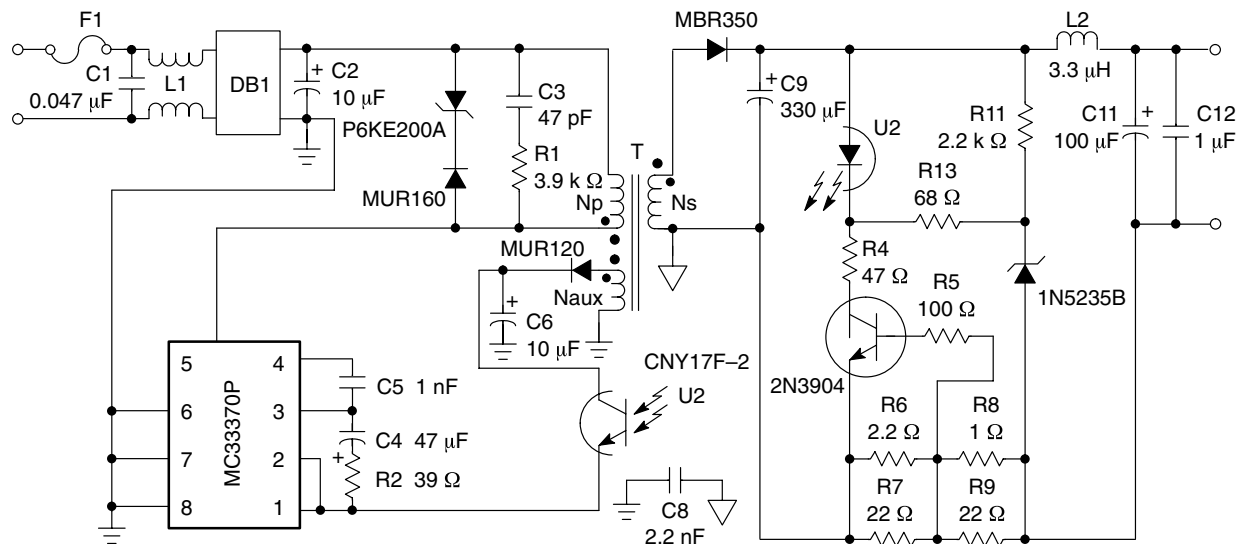 F1
C1
0.047 μF
L1
DB1
+
C2
10 μF
P6KE200A
MUR160
C3
47 pF
R1
3.9 k Ω
T
Np
Ns
MUR120
Naux
+
C6
10 μF
MBR350
+
C9
330 μF
U2
R11
2.2 k Ω
R13
68 Ω
L2
3.3 μH
C11
100 μF
+
C12
1 μF
R4
47 Ω
R5
100 Ω
1N5235B
2N3904
R6
2.2 Ω
R8
1 Ω
R7
22 Ω
R9
22 Ω
CNY17F–2
U2
MC33370P
5
6
7
8
4
3
2
1
C5 1 nF
C4 47 μF
+
R2 39 Ω
C8
2.2 nF